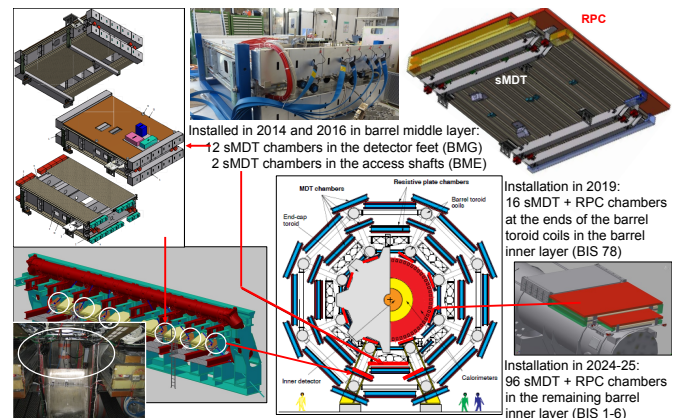 RPC
sMDT
Installed in 2014 and 2016 in barrel middle layer:
12 sMDT chambers in the detector feet (BMG)
2 sMDT chambers in the access shafts (BME)
Resistive plate chambers
MDT chambers
Barrel toroid
coils
End-cap
toroid
Inner detector
Calorimeters
Installation in 2019:
16 sMDT + RPC chambers
at the ends of the barrel
toroid coils in the barrel
inner layer (BIS 78)
Installation in 2024-25:
96 sMDT + RPC chambers
in the remaining barrel
inner layer (BIS 1-6)